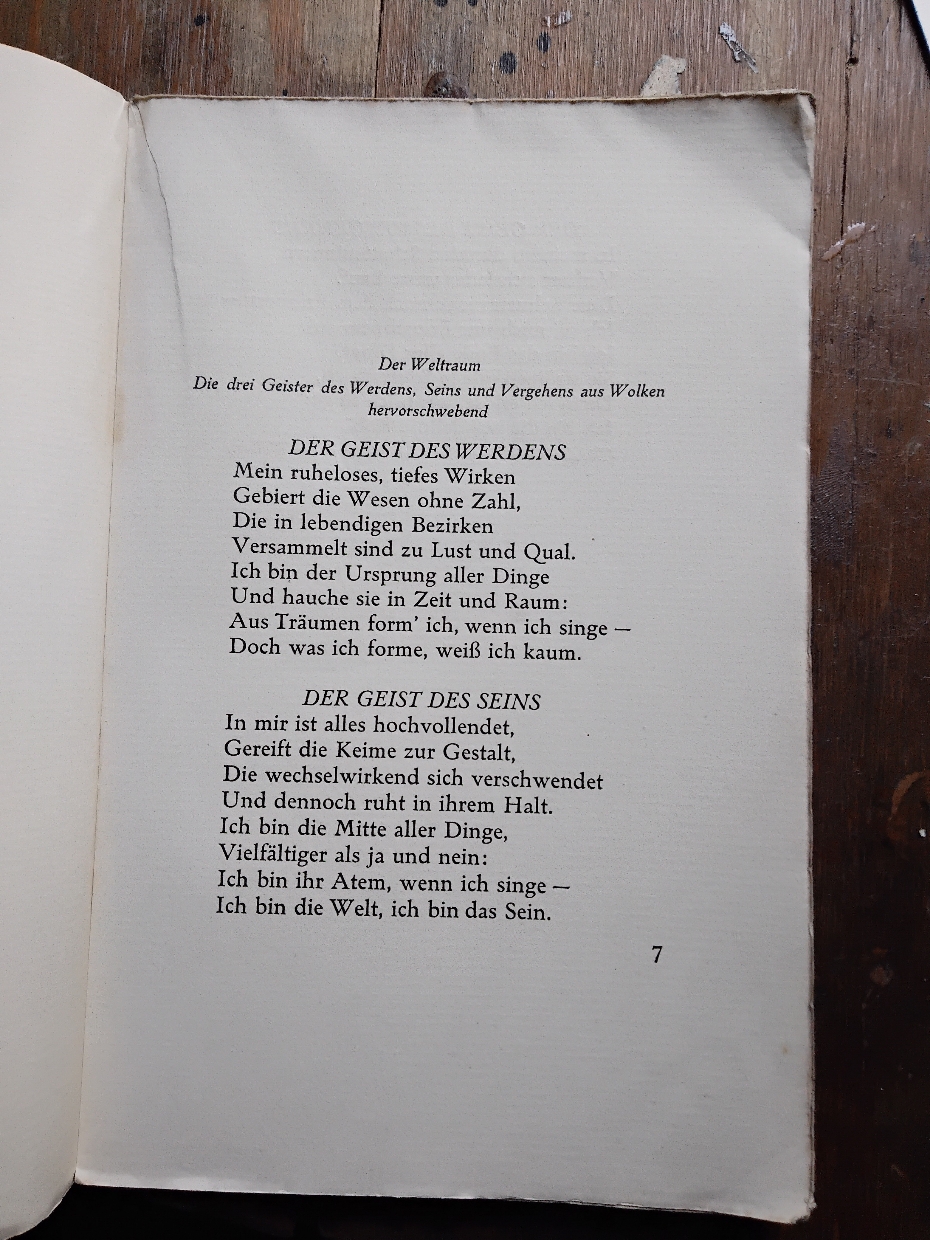 Der Weltraum
Die drei Geister des Werdens, Seins und Vergehens aus Wolken
hervorschwebend
DER GEIST DES WERDENS
Mein ruheloses, tiefes Wirken
Gebiert die Wesen ohne Zahl,
Die in lebendigen Bezirken
Versammelt sind zu Lust und Qual.
Ich bin der Ursprung aller Dinge
Und hauche sie in Zeit und Raum:
Aus Träumen form' ich, wenn ich singe —
Doch was ich forme, weiß ich kaum.
DER GEIST DES SEINS
In mir ist alles hochvollendet,
Gereift die Keime zur Gestalt,
Die wechselwirkend sich verschwendet
Und dennoch ruht in ihrem Halt.
Ich bin die Mitte aller Dinge,
Vielfältiger als ja und nein:
Ich bin ihr Atem, wenn ich singe —
Ich bin die Welt, ich bin das Sein.
7